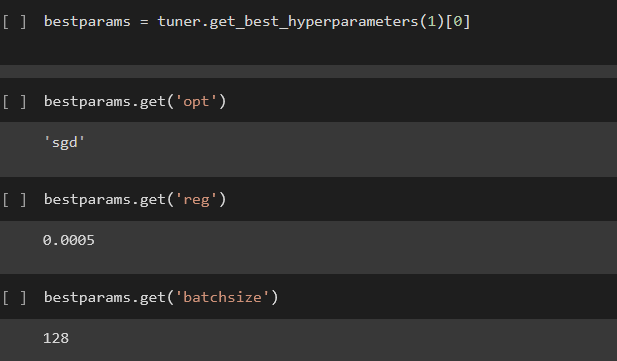 [ ] bestparams = tuner.get_best_hyperparameters(1)[0]
[ ] bestparams.get('opt')
'sgd'
[ ] bestparams.get('reg')
0.0005
[ ] bestparams.get('batchsize')
128